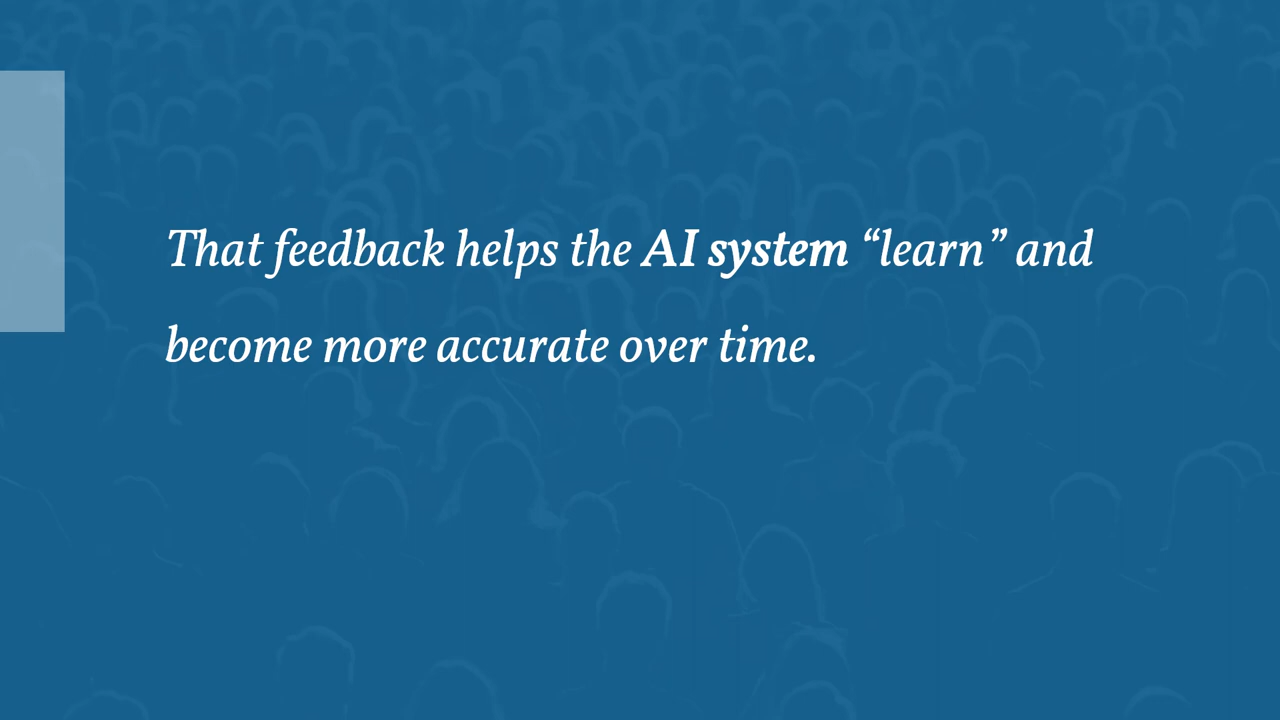 That feedback helps the AI system “learn” and
become more accurate over time.